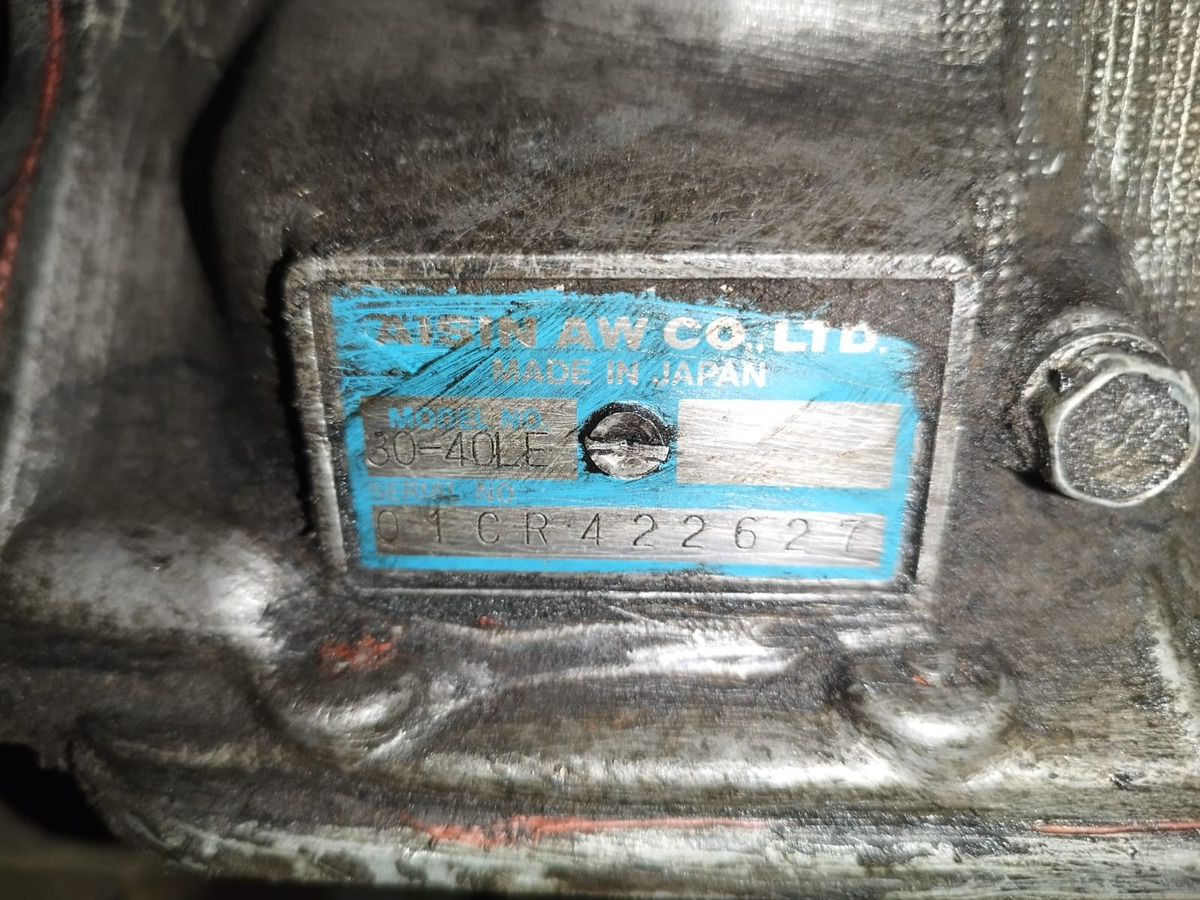 AISIN AW CO.,LTD.
MADE IN JAPAN
MODEL NO.
30-40LE
SERIAL NO
01CR422627